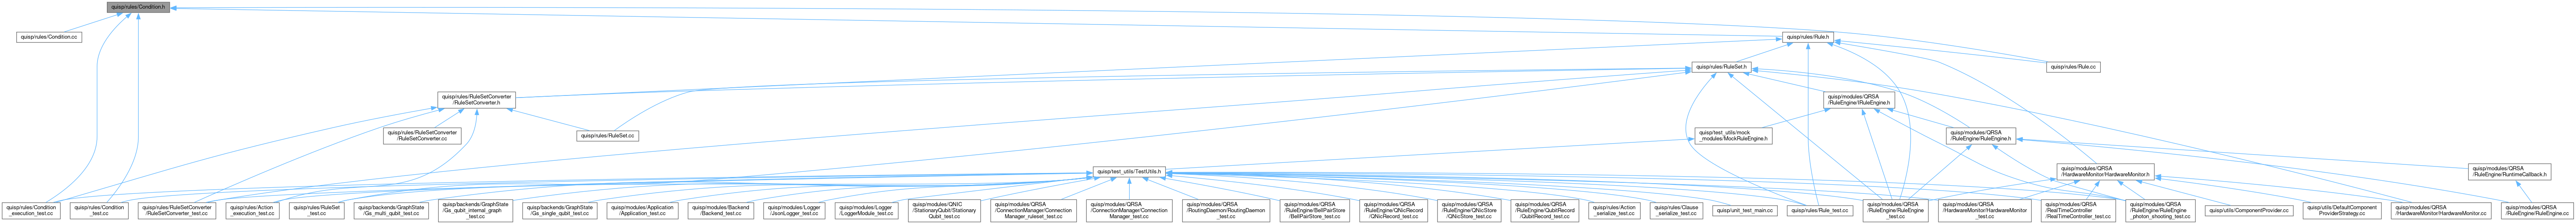 quisp/rules/Condition.h
quisp/rules/Condition.cc
quisp/rules/Rule.h
quisp/rules/RuleSet.h
quisp/rules/Rule.cc
quisp/rules/RuleSetConverter
/RuleSetConverter.h
quisp/modules/QRSA
/RuleEngine/IRuleEngine.h
quisp/rules/RuleSetConverter
/RuleSetConverter.cc
quisp/rules/RuleSet.cc
quisp/test_utils/mock
_modules/MockRuleEngine.h
quisp/modules/QRSA
/RuleEngine/RuleEngine.h
quisp/test_utils/TestUtils.h
quisp/modules/QRSA
/HardwareMonitor/HardwareMonitor.h
quisp/modules/QRSA
/RuleEngine/RuntimeCallback.h
quisp/rules/Condition
_execution_test.cc
quisp/rules/Condition
_test.cc
quisp/rules/RuleSetConverter
/RuleSetConverter_test.cc
quisp/rules/Action
_execution_test.cc
quisp/rules/RuleSet
_test.cc
quisp/backends/GraphState
/Gs_multi_qubit_test.cc
quisp/backends/GraphState
/Gs_qubit_internal_graph
_test.cc
quisp/backends/GraphState
/Gs_single_qubit_test.cc
quisp/modules/Application
/Application_test.cc
quisp/modules/Backend
/Backend_test.cc
quisp/modules/Logger
/JsonLogger_test.cc
quisp/modules/Logger
/LoggerModule_test.cc
quisp/modules/QNIC
/StationaryQubit/Stationary
Qubit_test.cc
quisp/modules/QRSA
/ConnectionManager/Connection
Manager_ruleset_test.cc
quisp/modules/QRSA
/ConnectionManager/Connection
Manager_test.cc
quisp/modules/QRSA
/RoutingDaemon/RoutingDaemon
_test.cc
quisp/modules/QRSA
/RuleEngine/BellPairStore
/BellPairStore_test.cc
quisp/modules/QRSA
/RuleEngine/QNicRecord
/QNicRecord_test.cc
quisp/modules/QRSA
/RuleEngine/QNicStore
/QNicStore_test.cc
quisp/modules/QRSA
/RuleEngine/QubitRecord
/QubitRecord_test.cc
quisp/rules/Action
_serialize_test.cc
quisp/rules/Clause
_serialize_test.cc
quisp/unit_test_main.cc
quisp/rules/Rule_test.cc
quisp/modules/QRSA
/RuleEngine/RuleEngine
_test.cc
quisp/modules/QRSA
/HardwareMonitor/HardwareMonitor
_test.cc
quisp/modules/QRSA
/RealTimeController
/RealTimeController_test.cc
quisp/modules/QRSA
/RuleEngine/RuleEngine
_photon_shooting_test.cc
quisp/utils/ComponentProvider.cc
quisp/utils/DefaultComponent
ProviderStrategy.cc
quisp/modules/QRSA
/HardwareMonitor/HardwareMonitor.cc
quisp/modules/QRSA
/RuleEngine/RuleEngine.cc